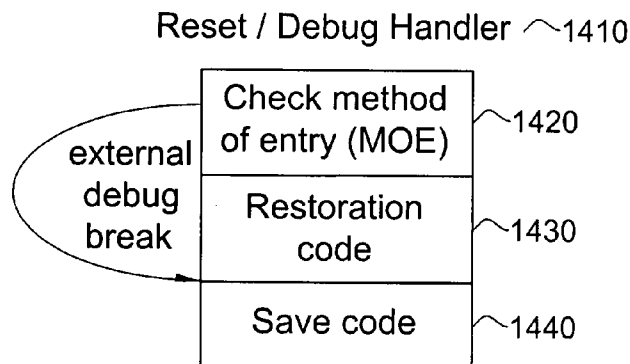 Reset / Debug Handler 1410
Check method
of entry (MOE)
1420
external
debug
break
Restoration
code
1430
Save code
1440